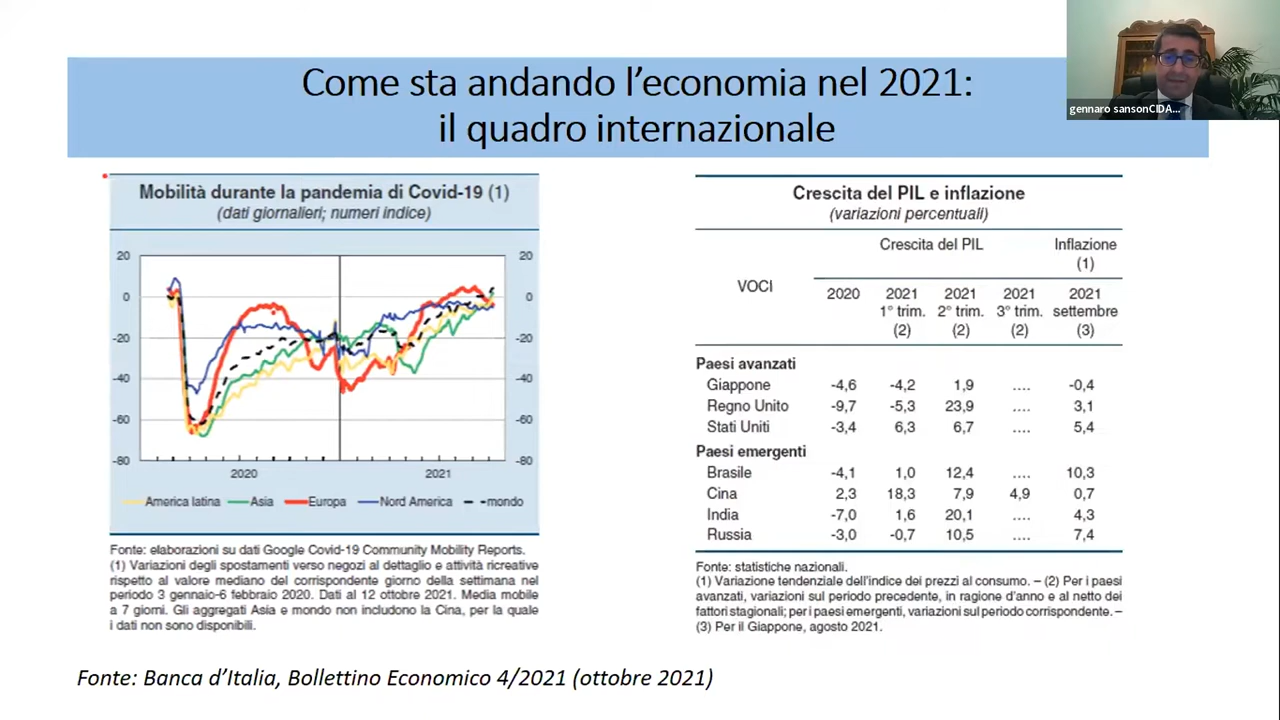 Come sta andando l’economia nel 2021:
il quadro internazionale
gennaro sansonCIDA...
Mobilità durante la pandemia di Covid-19 (1)
(dati giornalieri; numeri indice)
20 20
0 0
-20 -20
-40 -40
-60 -60
-80 -80
2020 2021
America latina Asia Europa Nord America mondo
Fonte: elaborazioni su dati Google Covid-19 Community Mobility Reports.
(1) Variazioni degli spostamenti verso negozi al dettaglio e attività ricreative
rispetto al valore mediano del corrispondente giorno della settimana nel
periodo 3 gennaio-6 febbraio 2020. Dati al 12 ottobre 2021. Media mobile
a 7 giorni. Gli aggregati Asia e mondo non includono la Cina, per la quale
i dati non sono disponibili.
Crescita del PIL e inflazione
(variazioni percentuali)
VOCI
Crescita del PIL Inflazione
(1)
2020 2021 2021 2021 2021
1° trim. 2° trim. 3° trim. settembre
(2) (2) (2) (3)
Paesi avanzati
Giappone -4,6 -4,2 1,9 .... -0,4
Regno Unito -9,7 -5,3 23,9 .... 3,1
Stati Uniti -3,4 6,3 6,7 .... 5,4
Paesi emergenti
Brasile -4,1 1,0 12,4 .... 10,3
Cina 2,3 18,3 7,9 4,9 0,7
India -7,0 1,6 20,1 .... 4,3
Russia -3,0 -0,7 10,5 .... 7,4
Fonte: statistiche nazionali.
(1) Variazione tendenziale dell’indice dei prezzi al consumo. – (2) Per i paesi
avanzati, variazioni sul periodo precedente, in ragione d’anno e al netto dei
fattori stagionali; per i paesi emergenti, variazioni sul periodo corrispondente. –
(3) Per il Giappone, agosto 2021.
Fonte: Banca d’Italia, Bollettino Economico 4/2021 (ottobre 2021)